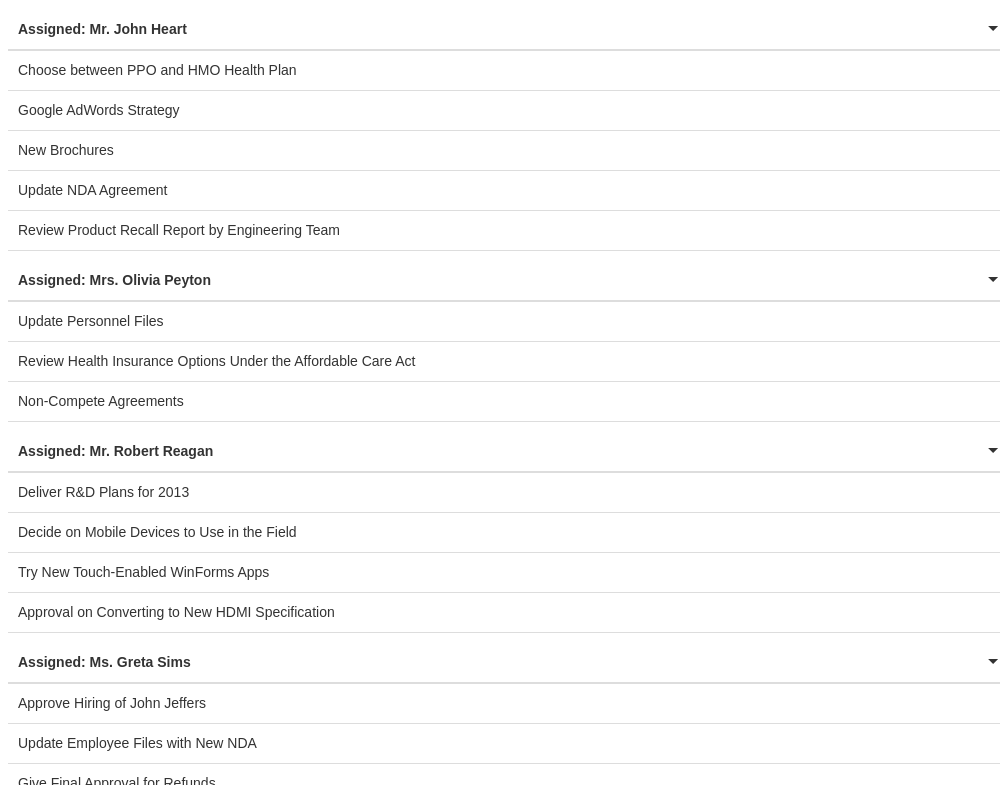 Assigned: Mr. John Heart
Choose between PPO and HMO Health Plan
Google AdWords Strategy
New Brochures
Update NDA Agreement
Review Product Recall Report by Engineering Team
Assigned: Mrs. Olivia Peyton
Update Personnel Files
Review Health Insurance Options Under the Affordable Care Act
Non-Compete Agreements
Assigned: Mr. Robert Reagan
Deliver R&D Plans for 2013
Decide on Mobile Devices to Use in the Field
Try New Touch-Enabled WinForms Apps
Approval on Converting to New HDMI Specification
Assigned: Ms. Greta Sims
Approve Hiring of John Jeffers
Update Employee Files with New NDA
Give Final Approval for Refunds